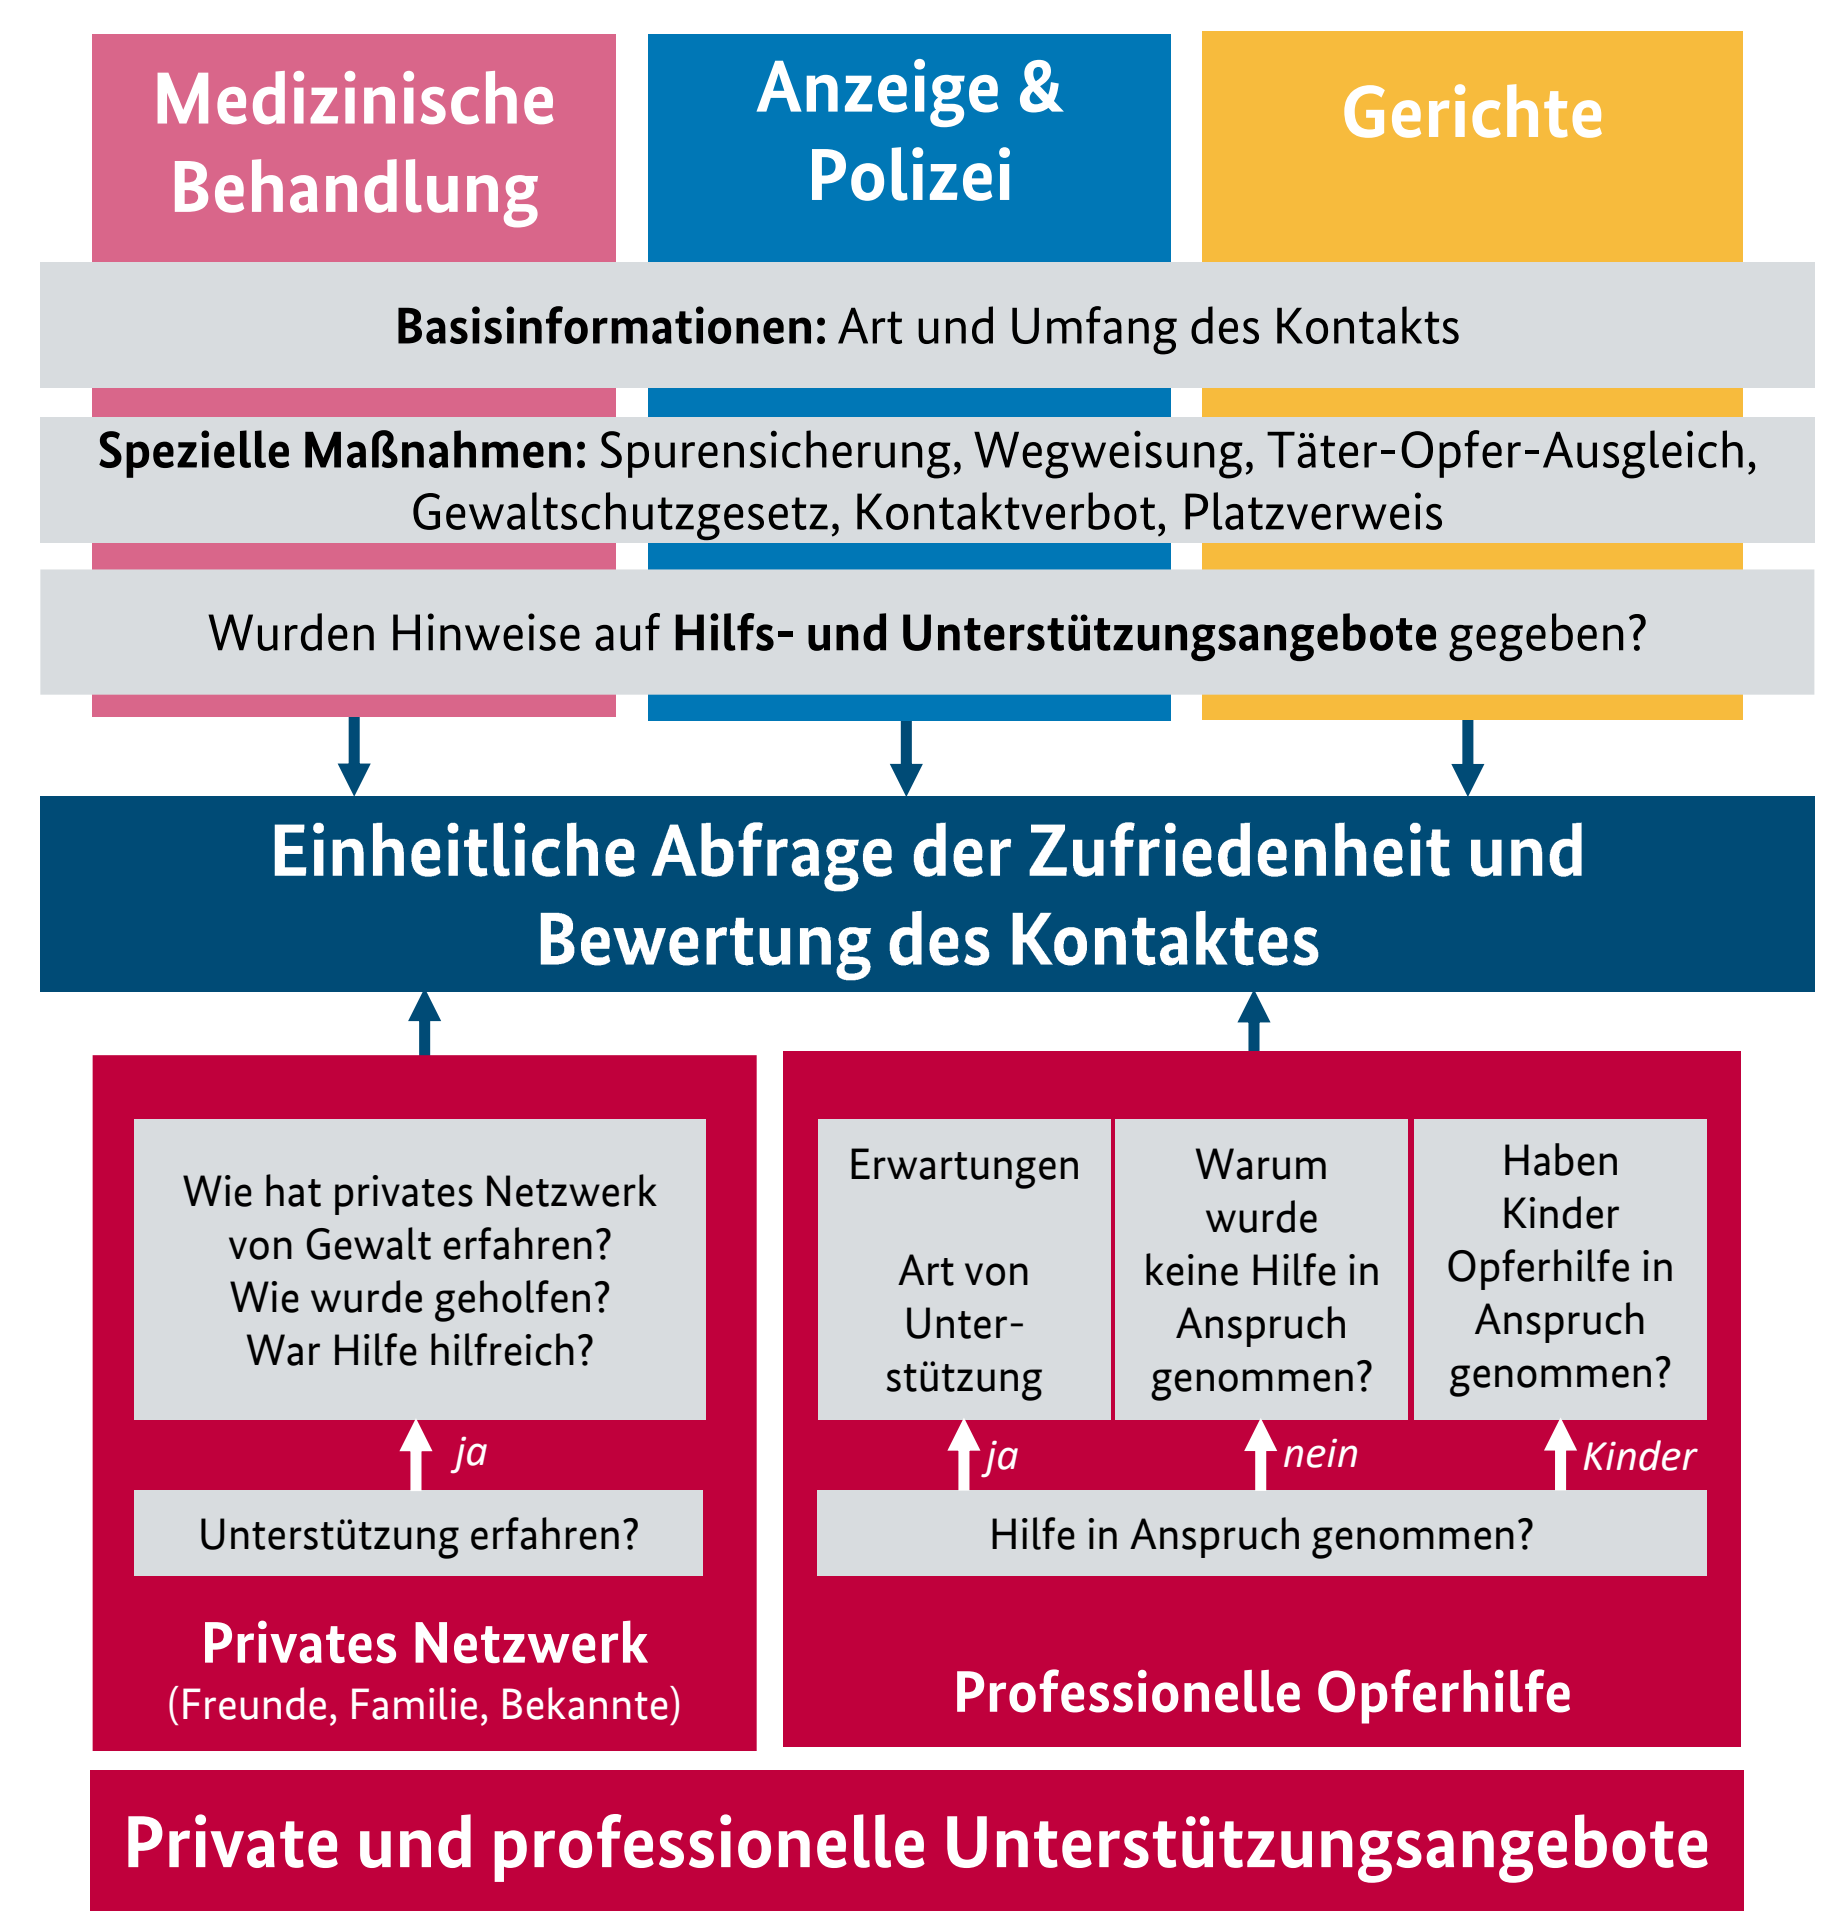 Medizinische
Behandlung
Anzeige &
Polizei
Gerichte
Basisinformationen: Art und Umfang des Kontakts
Spezielle Maßnahmen: Spurensicherung, Wegweisung, Täter-Opfer-Ausgleich,
Gewaltschutzgesetz, Kontaktverbot, Platzverweis
Wurden Hinweise auf Hilfs- und Unterstützungsangebote gegeben?
Einheitliche Abfrage der Zufriedenheit und
Bewertung des Kontaktes
Wie hat privates Netzwerk
von Gewalt erfahren?
Wie wurde geholfen?
War Hilfe hilfreich?
ja
Unterstützung erfahren?
Privates Netzwerk
(Freunde, Familie, Bekannte)
Erwartungen
Art von
Unter-
stützung
Warum
wurde
keine Hilfe in
Anspruch
genommen?
Haben
Kinder
Opferhilfe in
Anspruch
genommen?
ja
nein
Kinder
Hilfe in Anspruch genommen?
Professionelle Opferhilfe
Private und professionelle Unterstützungsangebote